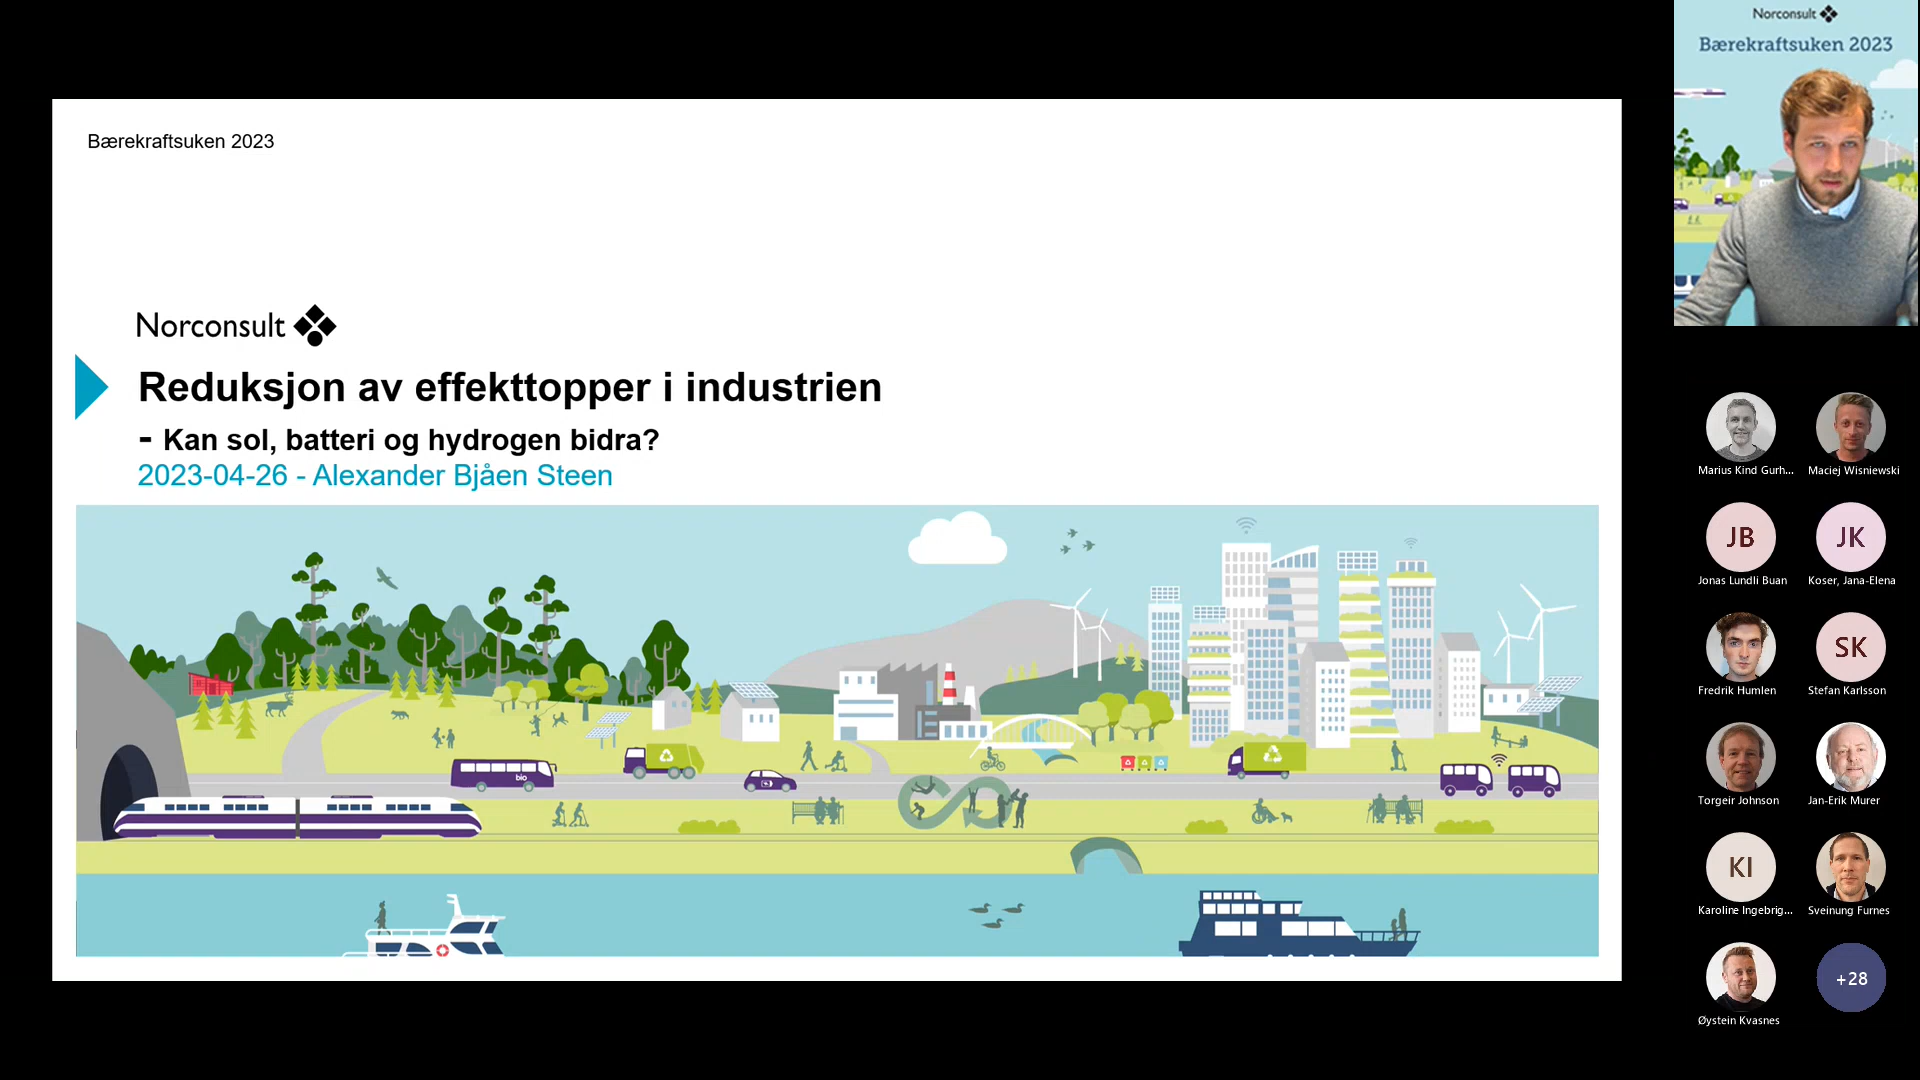 Bærekraftsuken 2023
Norconsult
Reduksjon av effekttopper i industrien
- Kan sol, batteri og hydrogen bidra?
2023-04-26 - Alexander Bjåen Steen
bio
Norconsult
Bærekraftsuken 2023
Marius Kind Gurh...
Maciej Wisniewski
JB
JK
Jonas Lundli Buan
Koser, Jana-Elena
SK
Fredrik Humlen
Stefan Karlsson
Torgeir Johnson
Jan-Erik Murer
KI
Karoline Ingebrig...
Sveinung Furnes
+28
Øystein Kvasnes